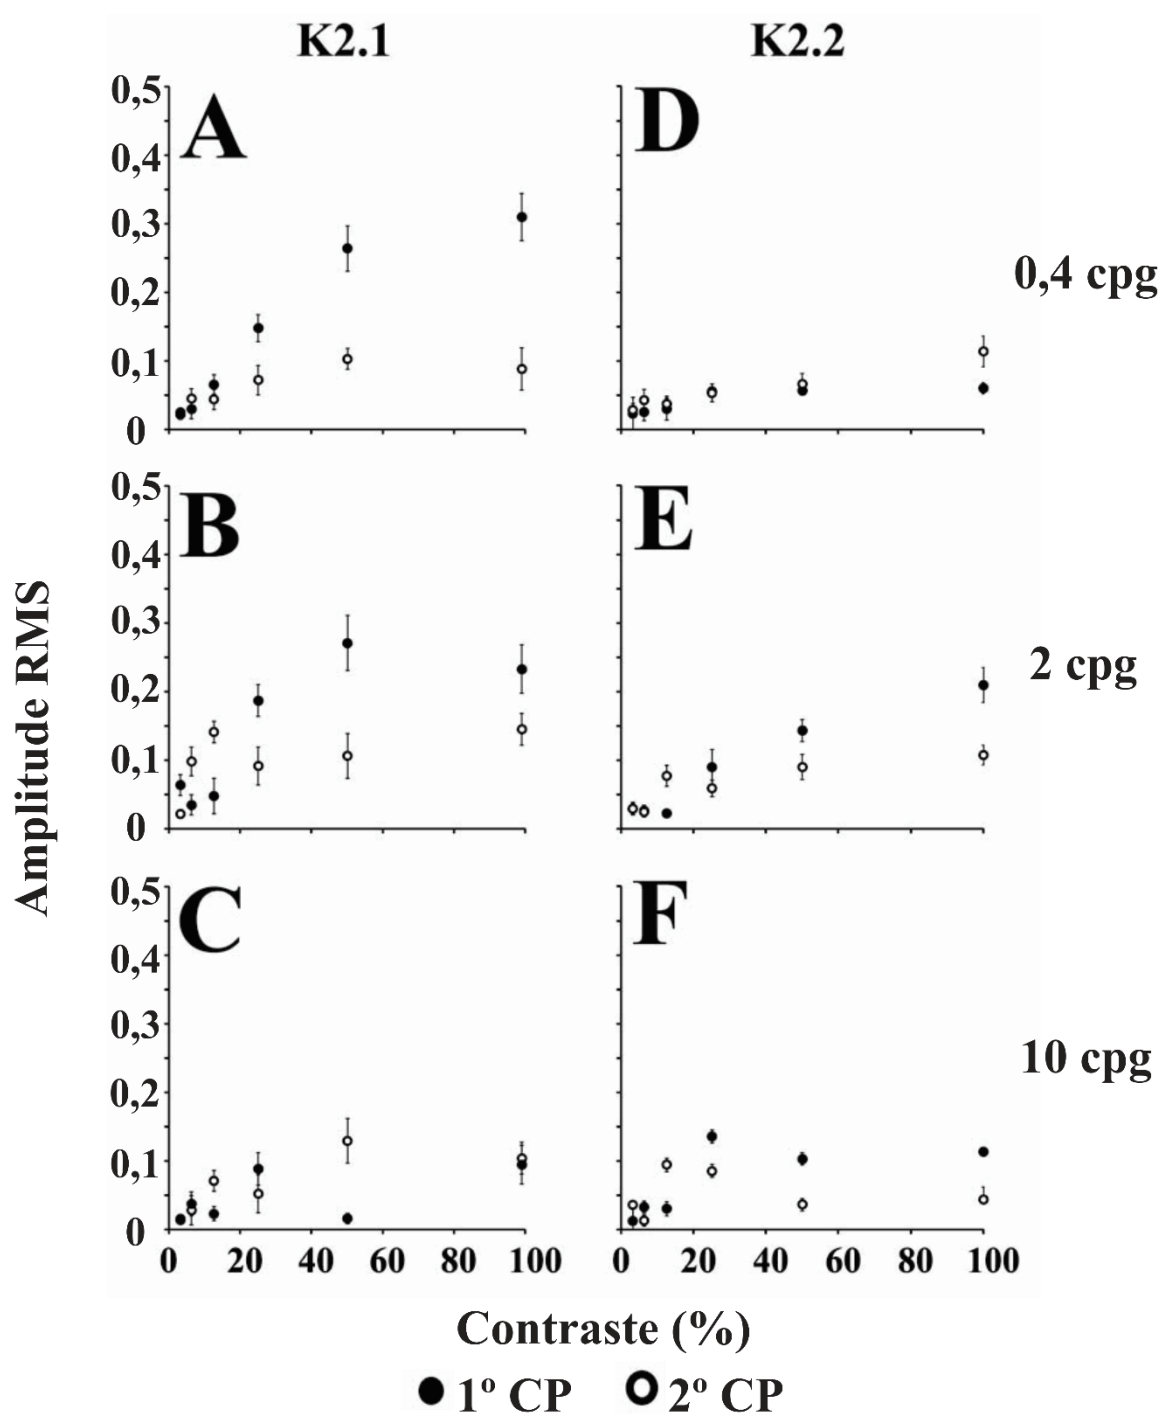 K2.1 K2.2
A
0,5
0,4
0,3
0,2
0,1
0
D
0,4 cpg
B
0,5
0,4
0,3
0,2
0,1
0
E
2 cpg
Amplitude RMS
C
0,5
0,4
0,3
0,2
0,1
0
F
10 cpg
0 20 40 60 80 100 0 20 40 60 80 100
Contraste (%)
1º CP 2º CP